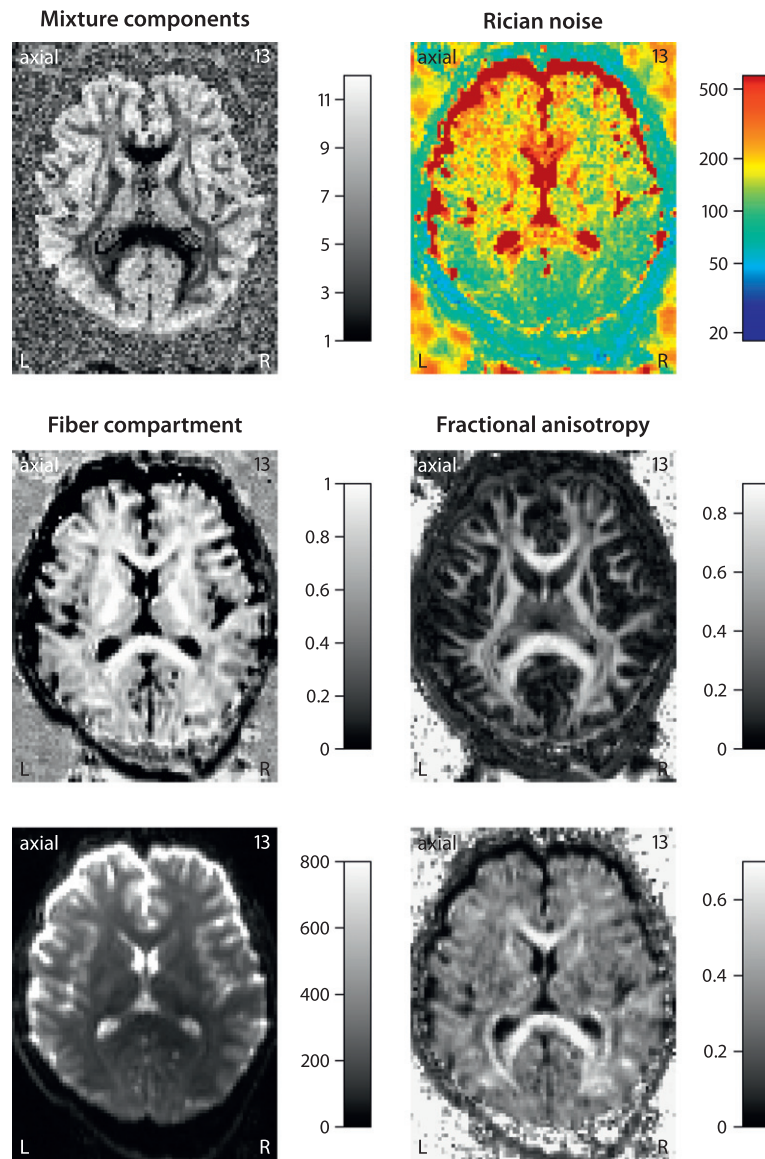 Mixture components
Rician noise
axial 13
11
9
7
5
3
1
L R
axial 13
500
200
100
50
20
L R
Fiber compartment
Fractional anisotropy
axial 13
1
0.8
0.6
0.4
0.2
0
L R
axial 13
0.8
0.6
0.4
0.2
0
L R
axial 13
800
600
400
200
0
L R
axial 13
0.6
0.4
0.2
0
L R